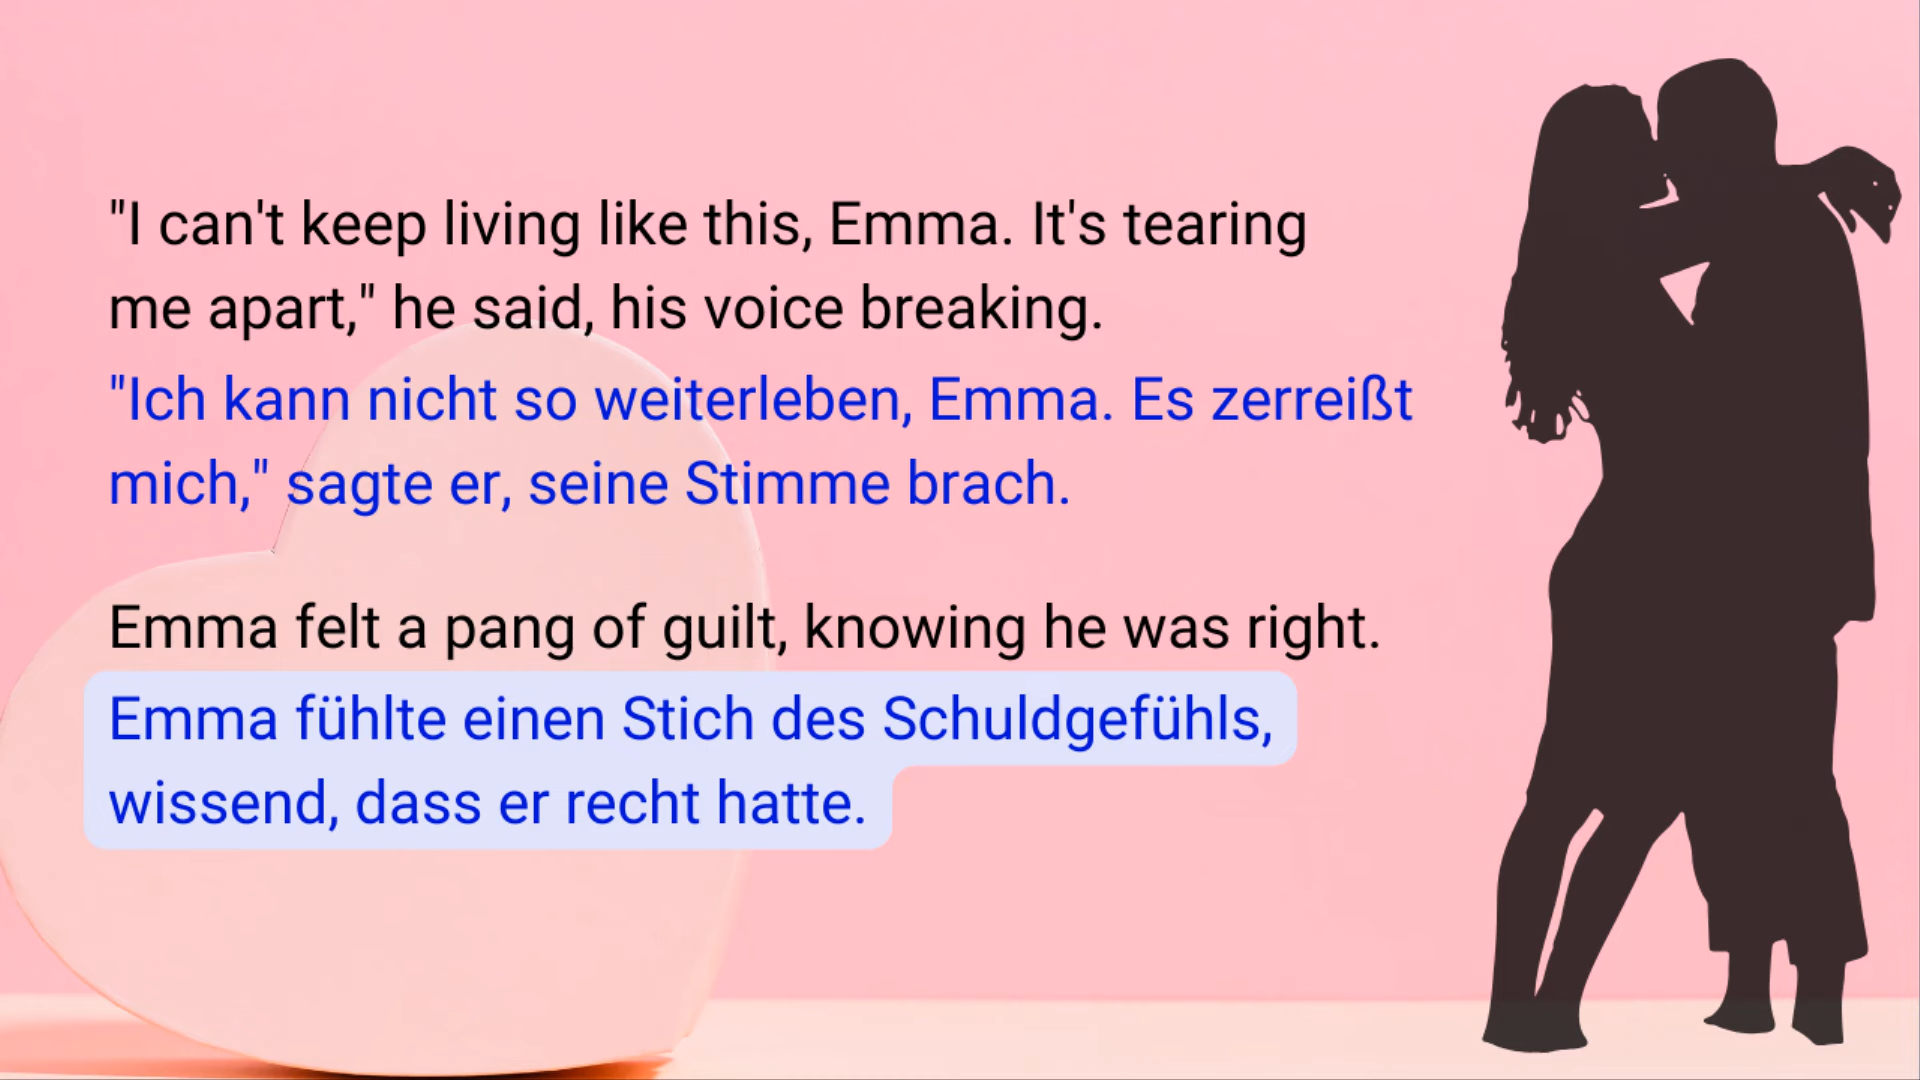 "I can't keep living like this, Emma. It's tearing
me apart," he said, his voice breaking.
"Ich kann nicht so weiterleben, Emma. Es zerreißt
mich," sagte er, seine Stimme brach.
Emma felt a pang of guilt, knowing he was right.
Emma fühlte einen Stich des Schuldgefühls,
wissend, dass er recht hatte.